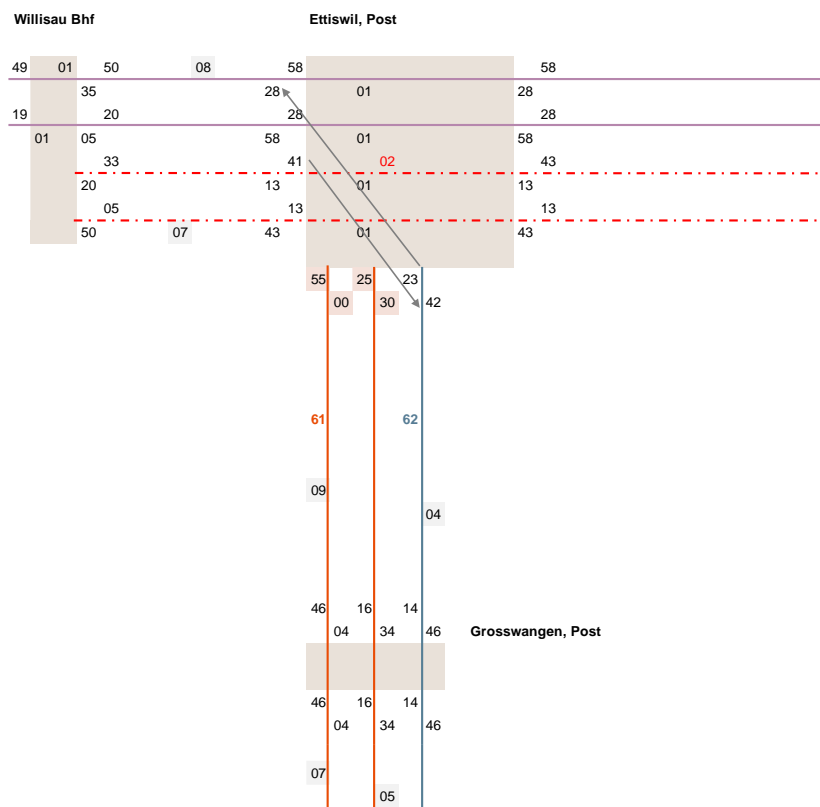 Willisau Bhf Ettiswil, Post
49 01 50 08 58 58
35 28 01 28
19 20 28 28
01 05 58 01 58
33 41 02 43
20 13 01 13
05 13 13
50 07 43 01 43
55 25 23
00 30 42
61 62
09
04
46 16 14
04 34 46 Grosswangen, Post
46 16 14
04 34 46
07
05